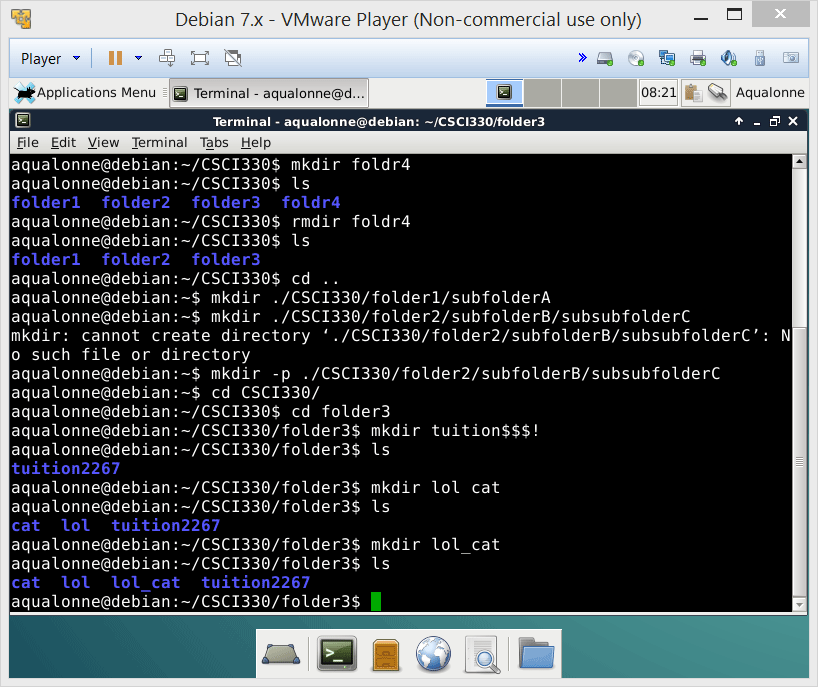 Debian 7.x - VMware Player (Non-commercial use only)
Player
Applications Menu
Terminal - aqualonne@d...
08:21
Aqualonne
Terminal - aqualonne@debian: ~/CSCI330/folder3
File Edit View Terminal Tabs Help
aqualonne@debian:~/CSCI330$ mkdir foldr4
aqualonne@debian:~/CSCI330$ ls
folder1 folder2 folder3 foldr4
aqualonne@debian:~/CSCI330$ rmdir foldr4
aqualonne@debian:~/CSCI330$ ls
folder1 folder2 folder3
aqualonne@debian:~/CSCI330$ cd ..
aqualonne@debian:~$ mkdir ./CSCI330/folder1/subfolderA
aqualonne@debian:~$ mkdir ./CSCI330/folder2/subfolderB/subsubfolderC
mkdir: cannot create directory ‘./CSCI330/folder2/subfolderB/subsubfolderC’: N
o such file or directory
aqualonne@debian:~$ mkdir -p ./CSCI330/folder2/subfolderB/subsubfolderC
aqualonne@debian:~$ cd CSCI330/
aqualonne@debian:~/CSCI330$ cd folder3
aqualonne@debian:~/CSCI330/folder3$ mkdir tuition$$$!
aqualonne@debian:~/CSCI330/folder3$ ls
tuition2267
aqualonne@debian:~/CSCI330/folder3$ mkdir lol cat
aqualonne@debian:~/CSCI330/folder3$ ls
cat lol tuition2267
aqualonne@debian:~/CSCI330/folder3$ mkdir lol_cat
aqualonne@debian:~/CSCI330/folder3$ ls
cat lol lol_cat tuition2267
aqualonne@debian:~/CSCI330/folder3$